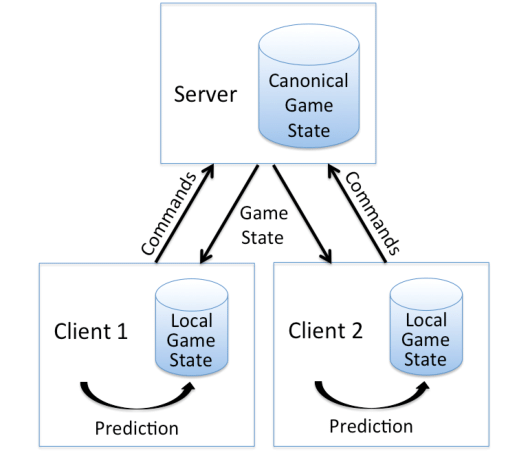 Server
Canonical
Game
State
Commands
Game
State
Commands
Client 1
Local
Game
State
Prediction
Client 2
Local
Game
State
Prediction